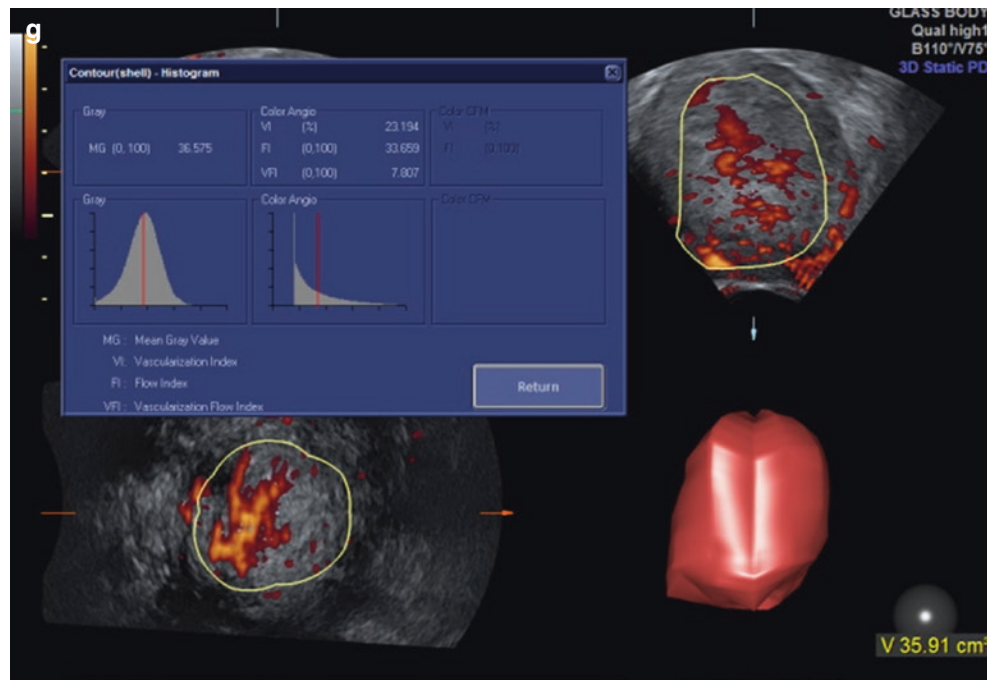 g
GLASS BODY
Qual high1
B110°/V75°
3D Static PD
Contour(shell) - Histogram
Gray
MG (0, 100) 36.575
Color Angio
VI (%) 23.194
FI (0,100) 33.659
VFI (0,100) 7.807
Color CFM
VI (%)
FI (0,100)
Gray
Color Angio
Color CFM
MG : Mean Gray Value
VI: Vascularization Index
FI : Flow Index
VFI : Vascularization Flow Index
Return
V 35.91 cm³